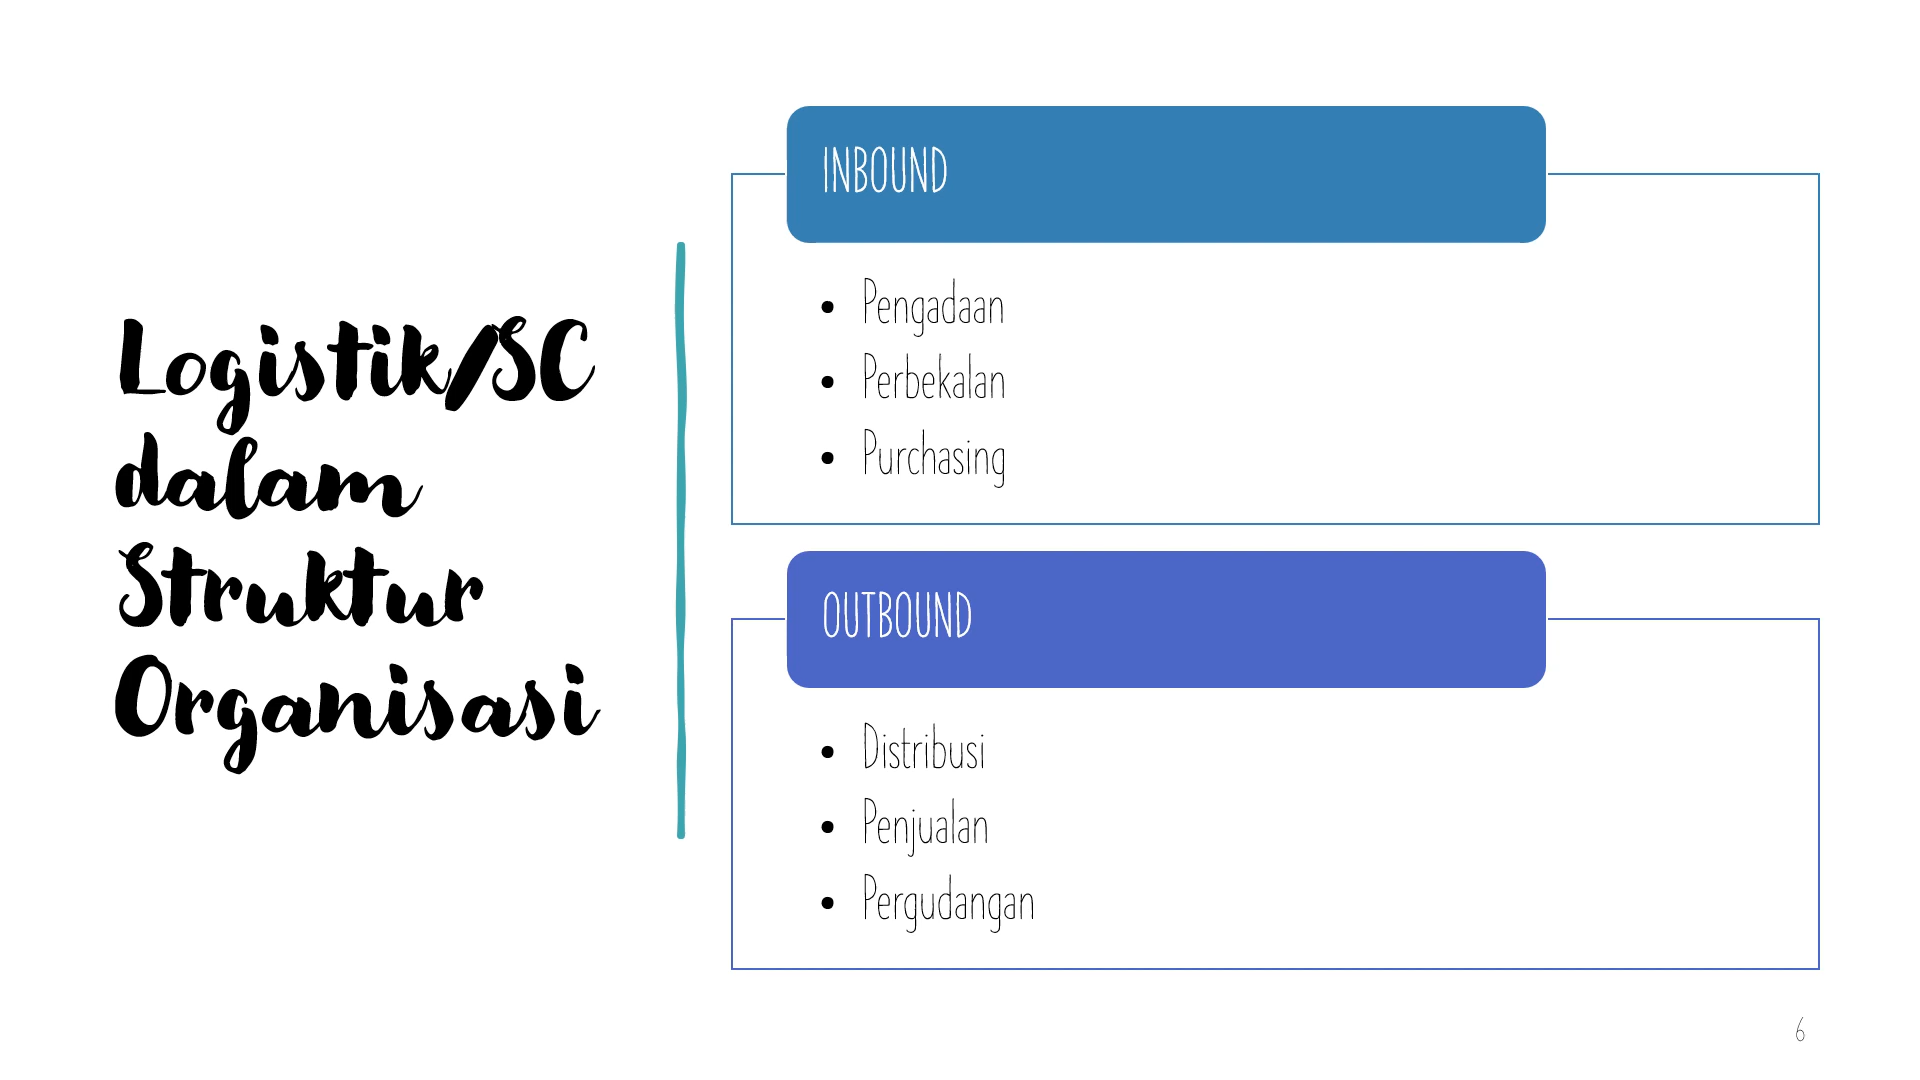 Logistik/SC
dalam
Struktur
Organisasi
INBOUND
• Pengadaan
• Perbekalan
• Purchasing
OUTBOUND
• Distribusi
• Penjualan
• Pergudangan
6